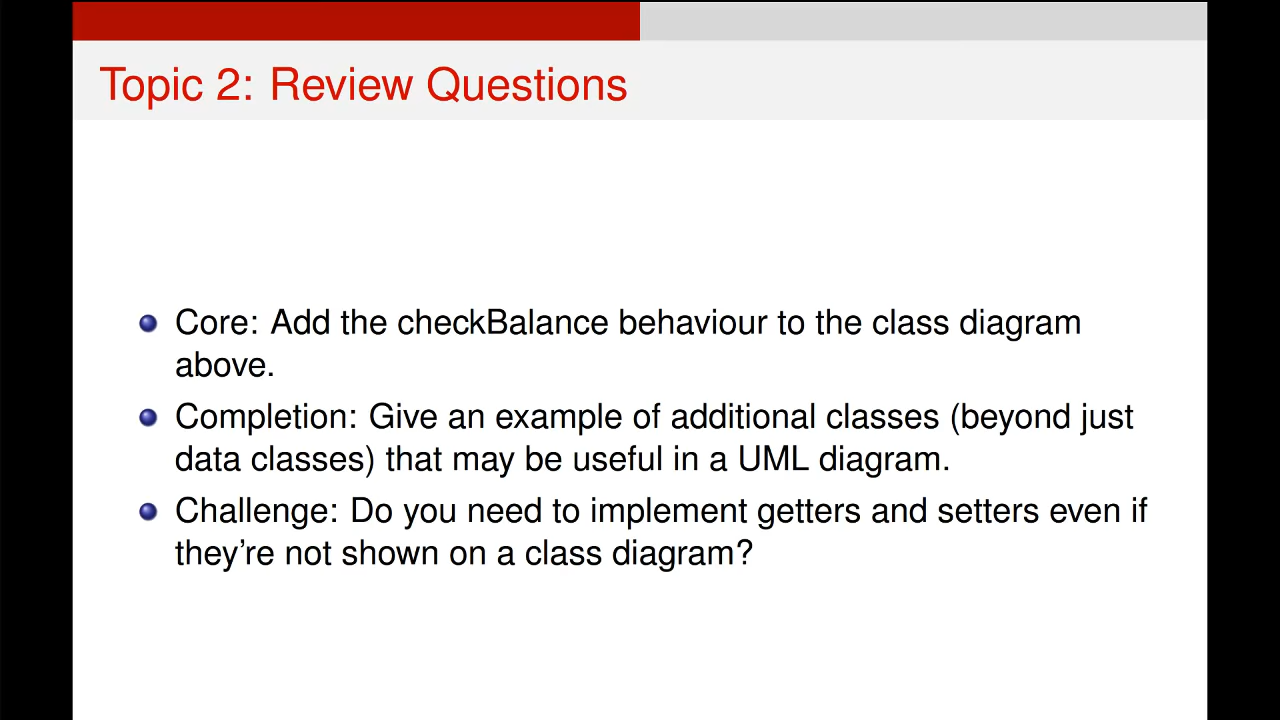 Topic 2: Review Questions
Core: Add the checkBalance behaviour to the class diagram
above.
Completion: Give an example of additional classes (beyond just
data classes) that may be useful in a UML diagram.
Challenge: Do you need to implement getters and setters even if
they're not shown on a class diagram?